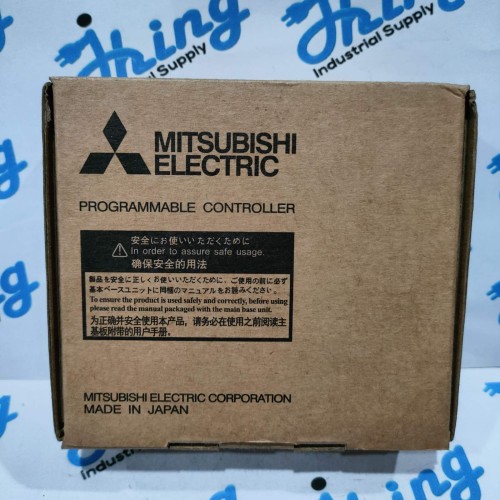 Jhing
Industrial Supply
MITSUBISHI
ELECTRIC
PROGRAMMABLE CONTROLLER
安全にお使いいただくために
In order to assure safe usage.
确保安全的用法
製品を安全に正しくお使いいただくために、ご使用の前に必ず
基本ベースユニットに同梱のマニュアルをお読みください。
To ensure the product is used safely and correctly, before using
please read the manual packaged with the main base unit.
为正确并安全使用本产品，请务必在使用之前阅读主
基板附带的用户手册。
MITSUBISHI ELECTRIC CORPORATION
MADE IN JAPAN